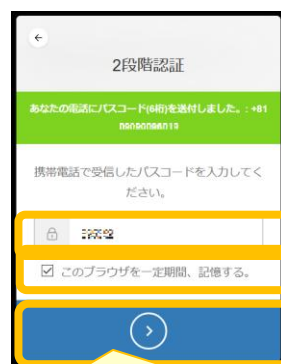 2段階認証
あなたの電話にパスコード(6桁)を送付しました。: +81
携帯電話で受信したパスコードを入力してく
ださい。
このブラウザを一定期間、記憶する。